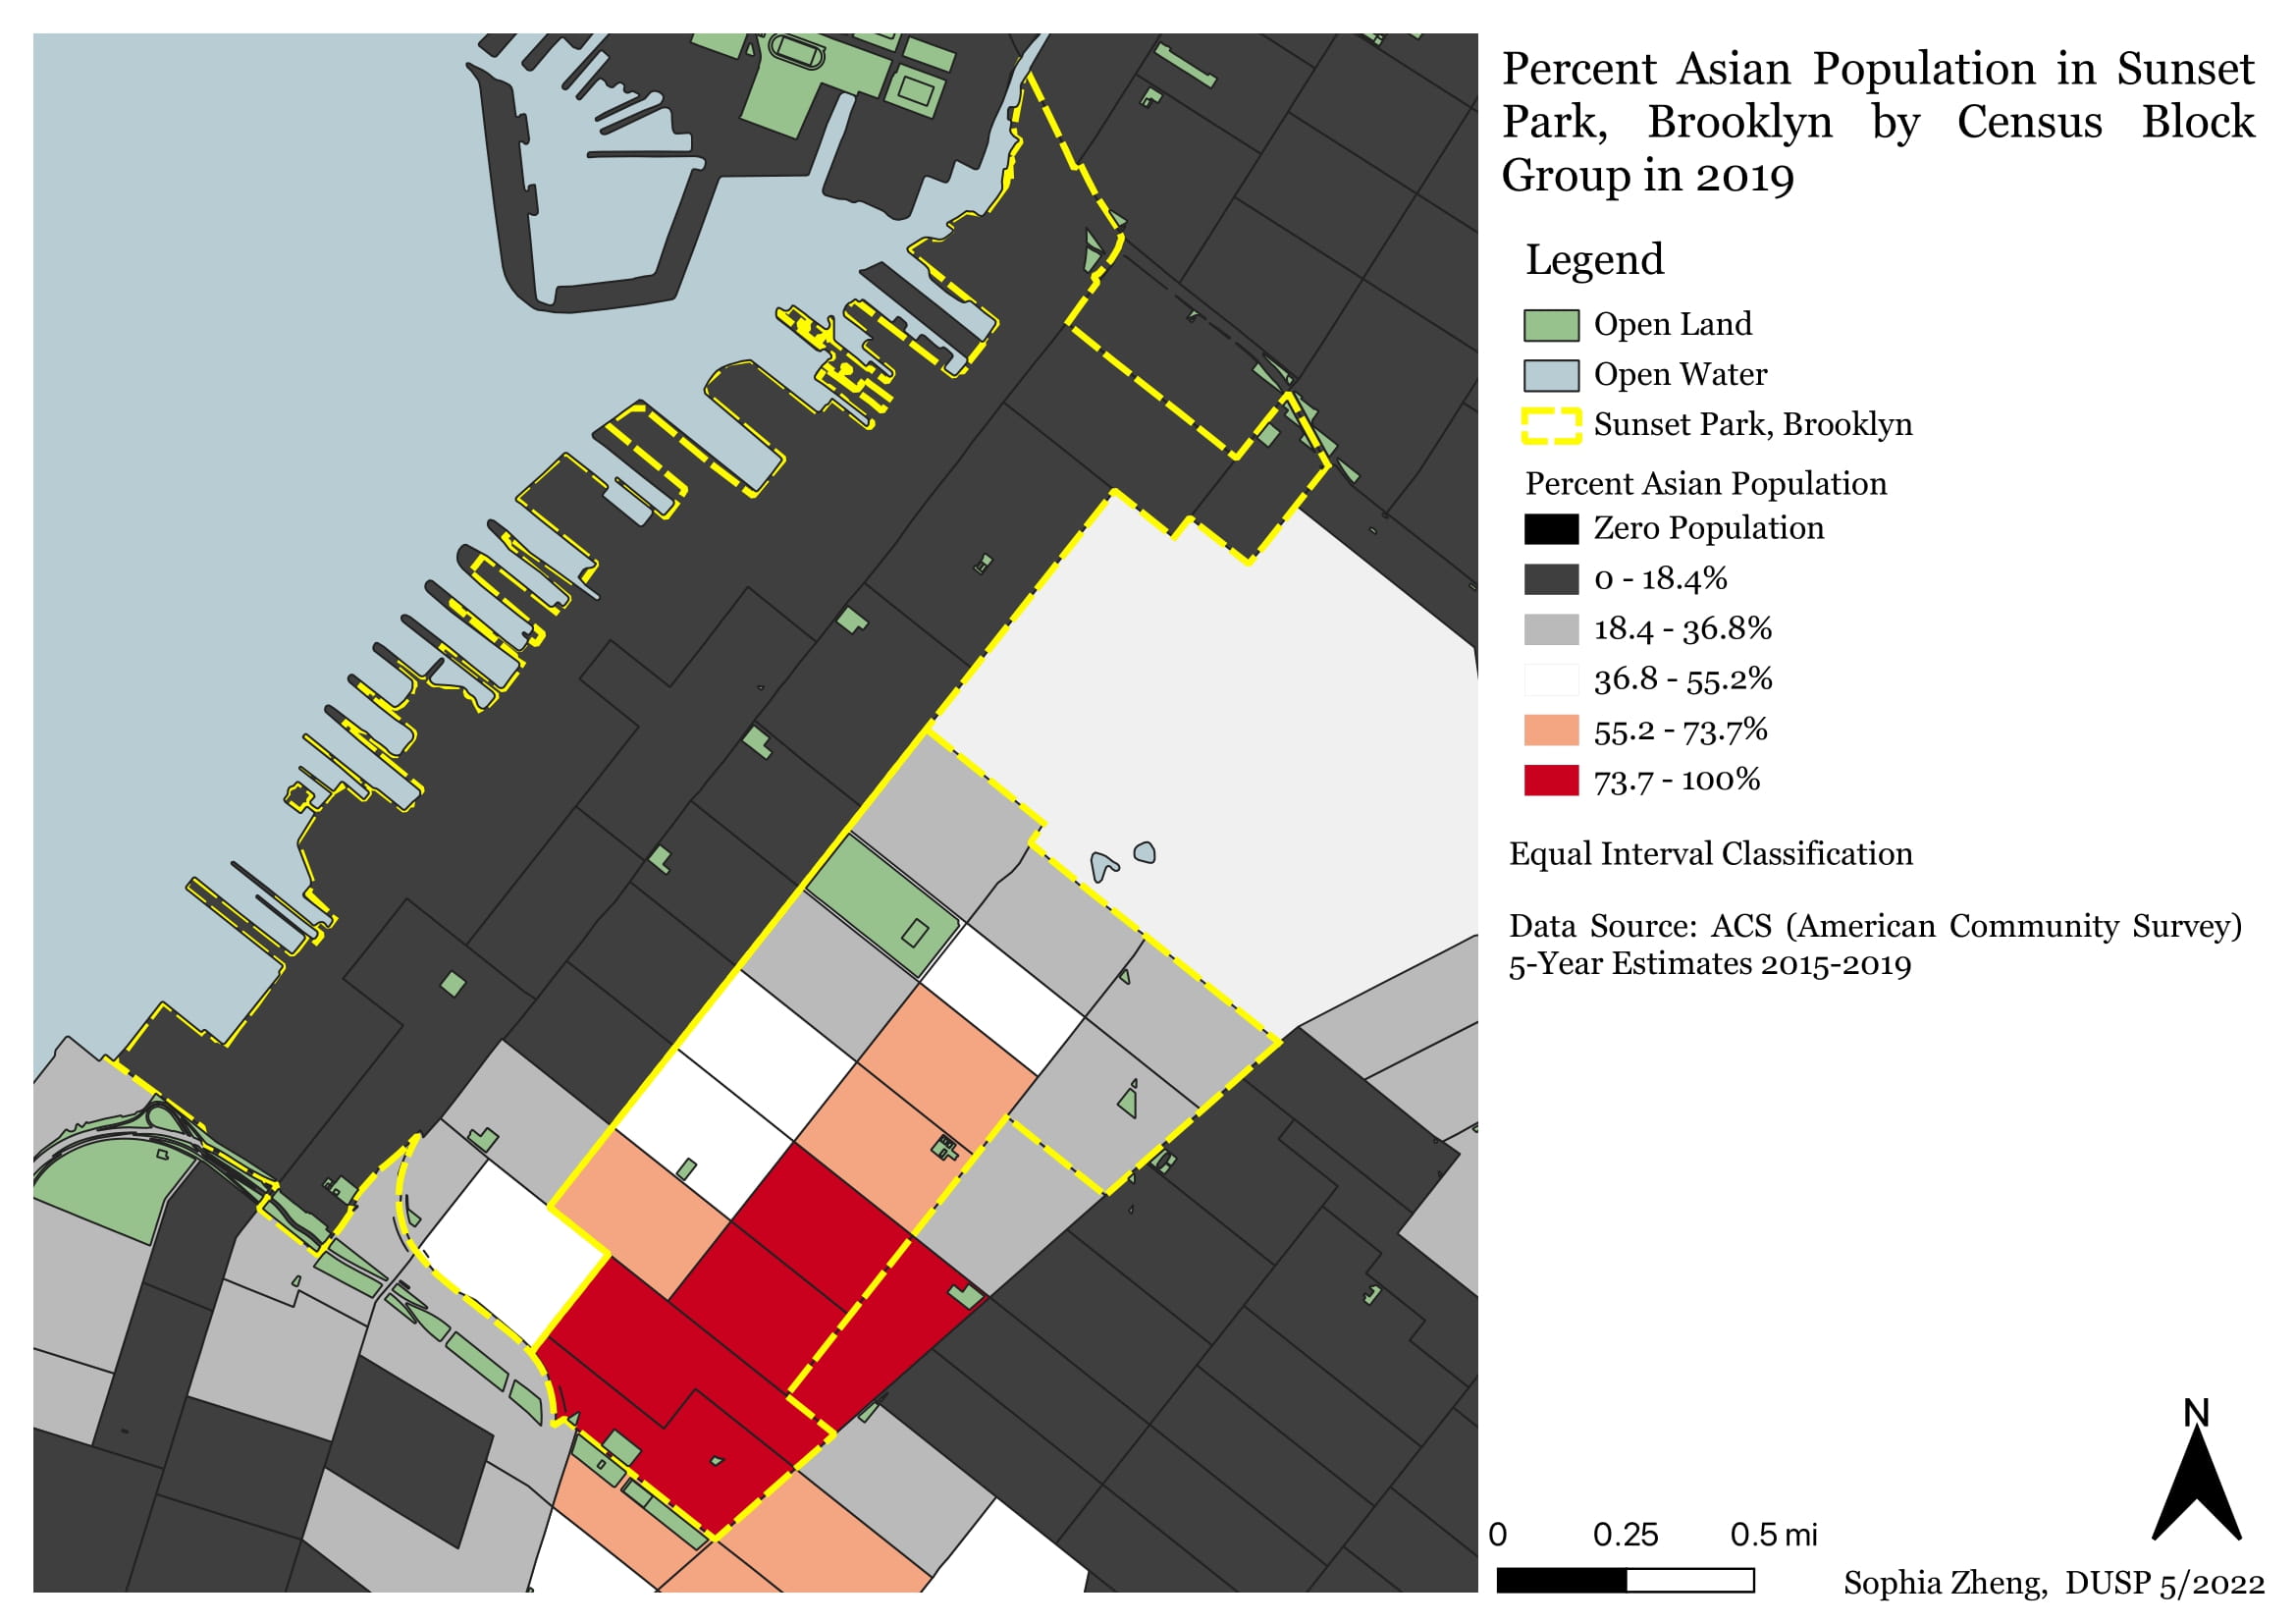 Percent Asian Population in Sunset
Park, Brooklyn by Census Block
Group in 2019
Legend
Open Land
Open Water
Sunset Park, Brooklyn
Percent Asian Population
Zero Population
0 - 18.4%
18.4 - 36.8%
36.8 - 55.2%
55.2 - 73.7%
73.7 - 100%
Equal Interval Classification
Data Source: ACS (American Community Survey)
5-Year Estimates 2015-2019
N
0 0.25 0.5 mi
Sophia Zheng, DUSP 5/2022